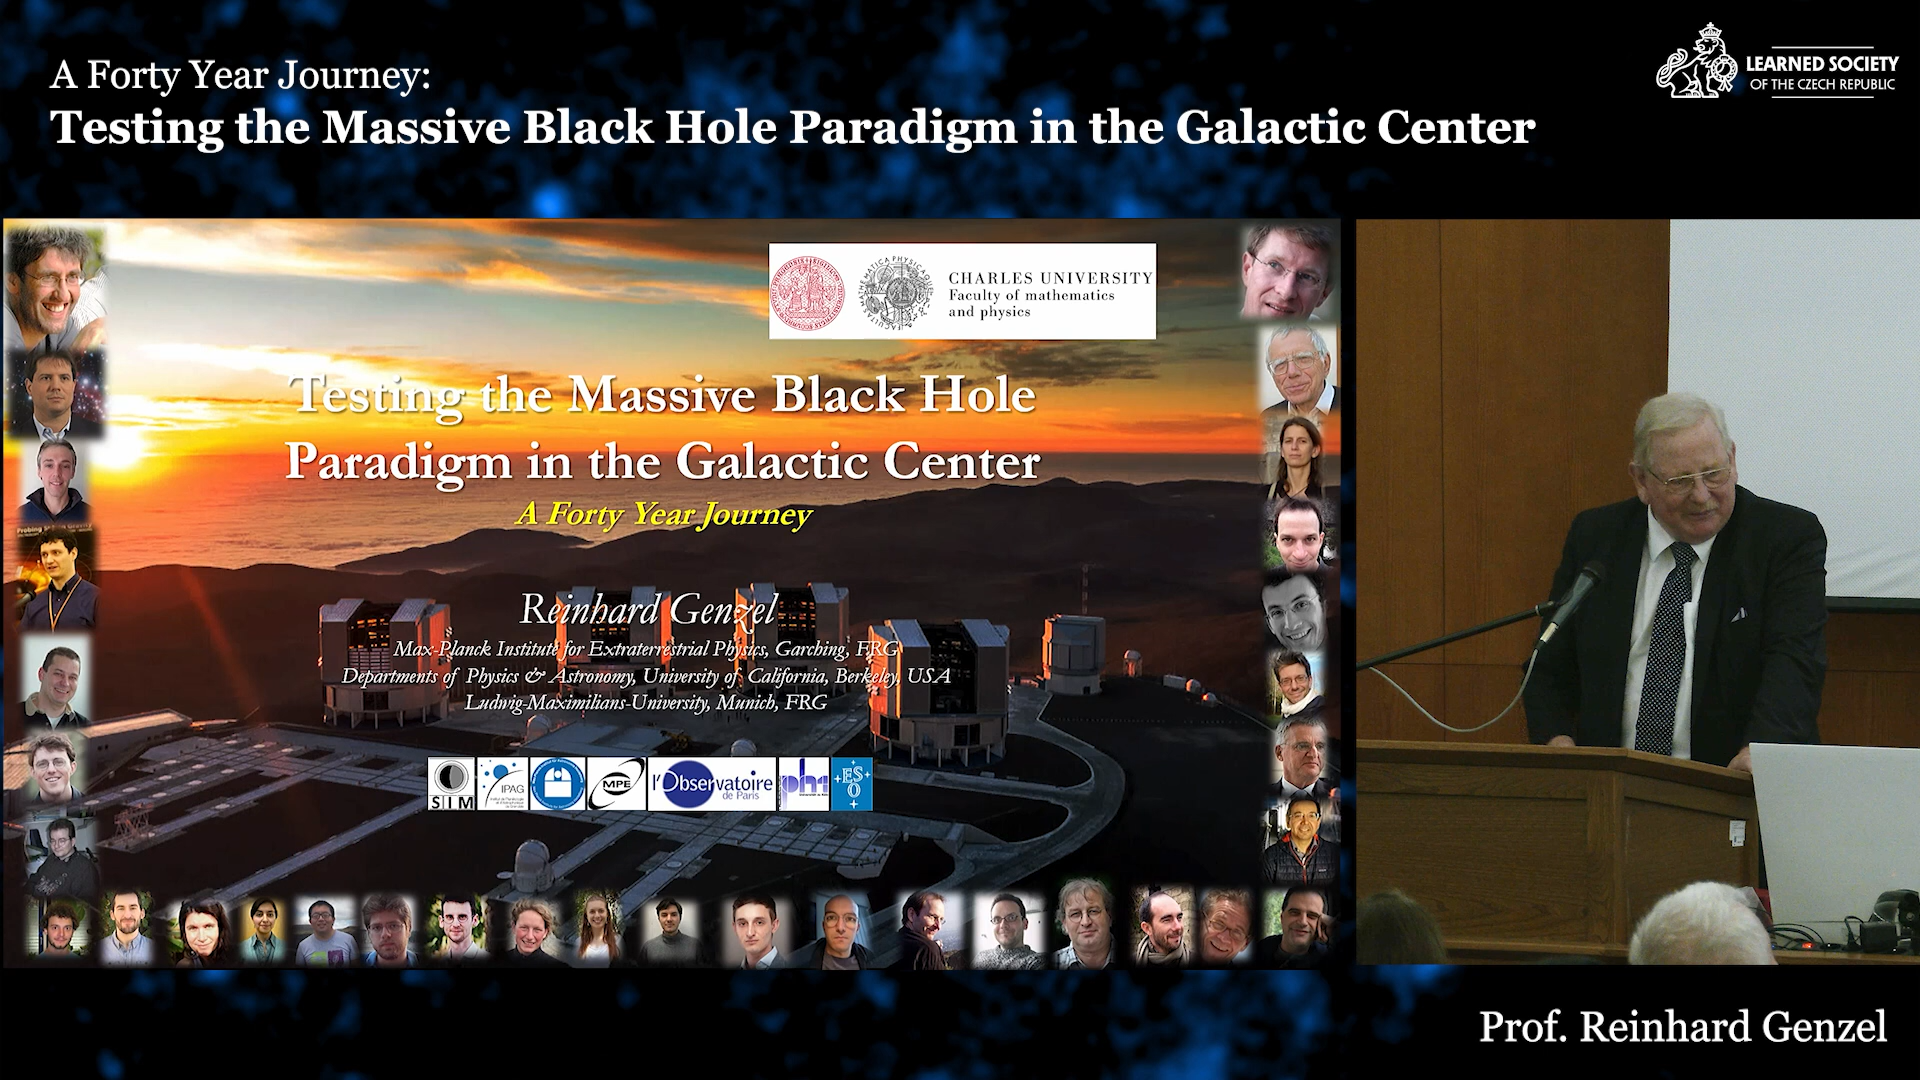 A Forty Year Journey:
Testing the Massive Black Hole Paradigm in the Galactic Center
LEARNED SOCIETY
OF THE CZECH REPUBLIC
CHARLES UNIVERSITY
Faculty of mathematics
and physics
Testing the Massive Black Hole
Paradigm in the Galactic Center
A Forty Year Journey
Reinhard Genzel
Max-Planck Institute for Extraterrestrial Physics, Garching, FRG
Departments of Physics & Astronomy, University of California, Berkeley, USA
Ludwig-Maximilians-University, Munich, FRG
SIM
IPAG
MPE
l'Observatoire
de Paris
ph1
ESO
Prof. Reinhard Genzel